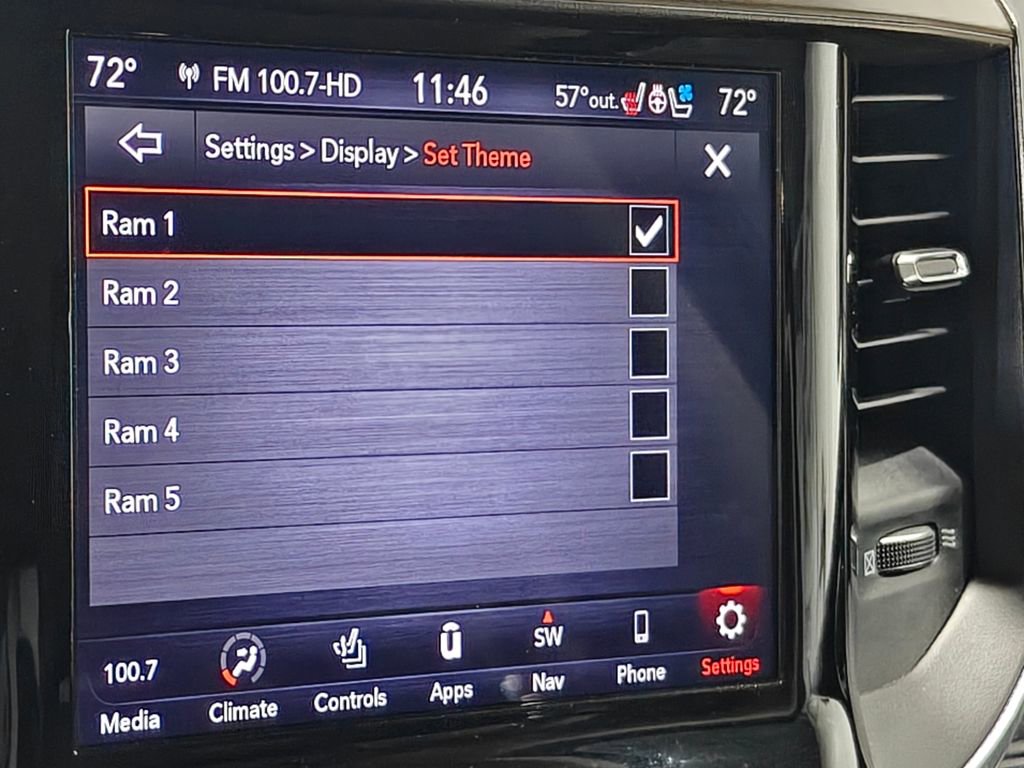 72° FM 100.7-HD 11:46 57°out. 72°
Settings > Display > Set Theme X
Ram 1
Ram 2
Ram 3
Ram 4
Ram 5
100.7 SW
Media Climate Controls Apps Nav Phone Settings